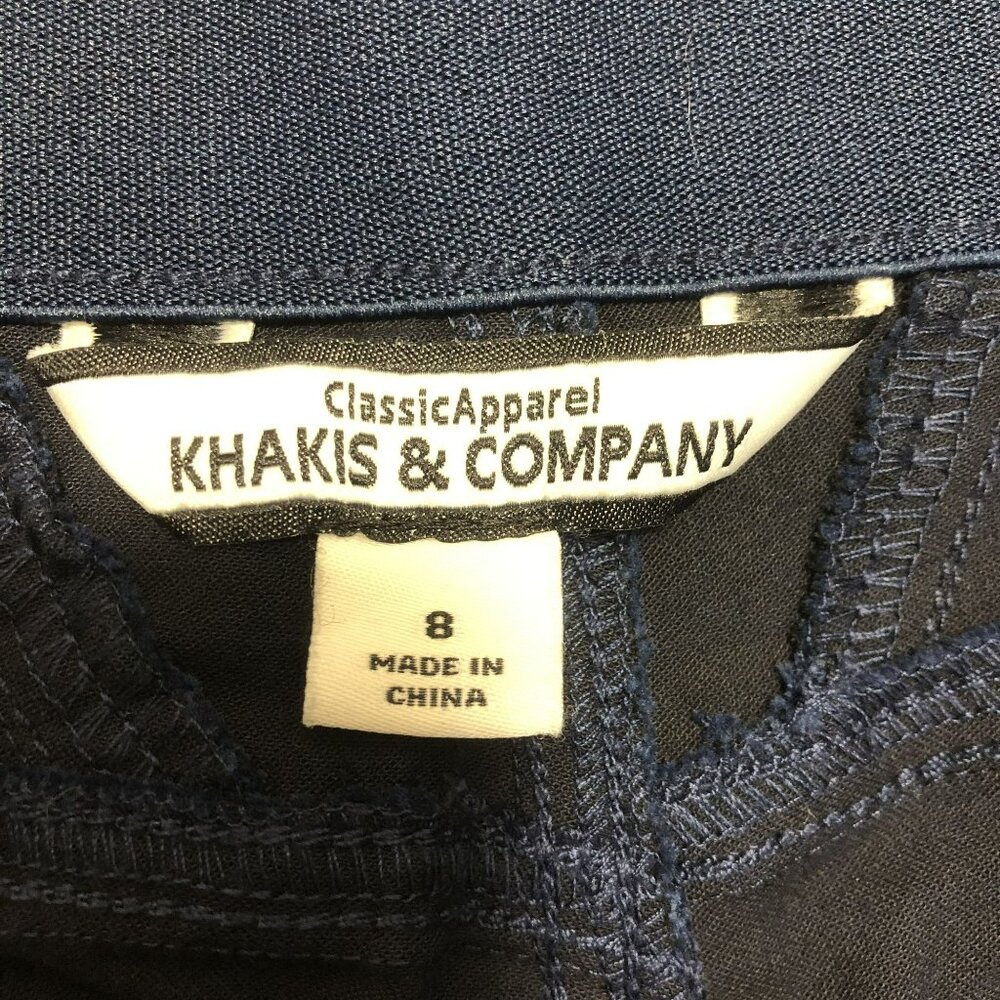 ClassicApparel
KHAKIS & COMPANY
8
MADE IN
CHINA